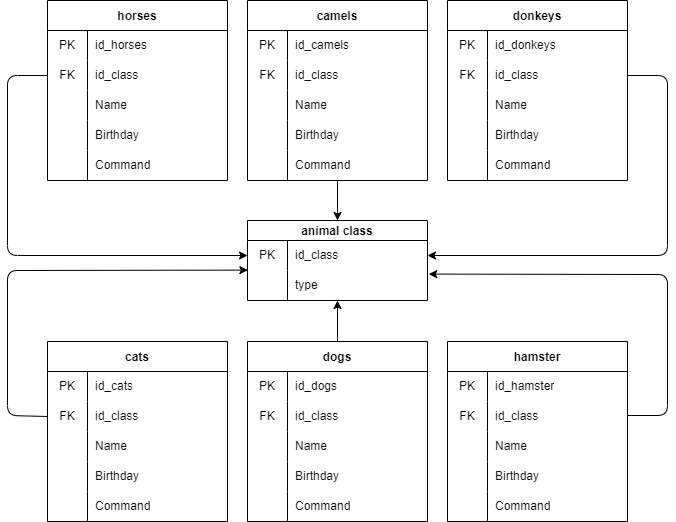 horses
PK id_horses
FK id_class
Name
Birthday
Command
camels
PK id_camels
FK id_class
Name
Birthday
Command
donkeys
PK id_donkeys
FK id_class
Name
Birthday
Command
animal class
PK id_class
type
cats
PK id_cats
FK id_class
Name
Birthday
Command
dogs
PK id_dogs
FK id_class
Name
Birthday
Command
hamster
PK id_hamster
FK id_class
Name
Birthday
Command